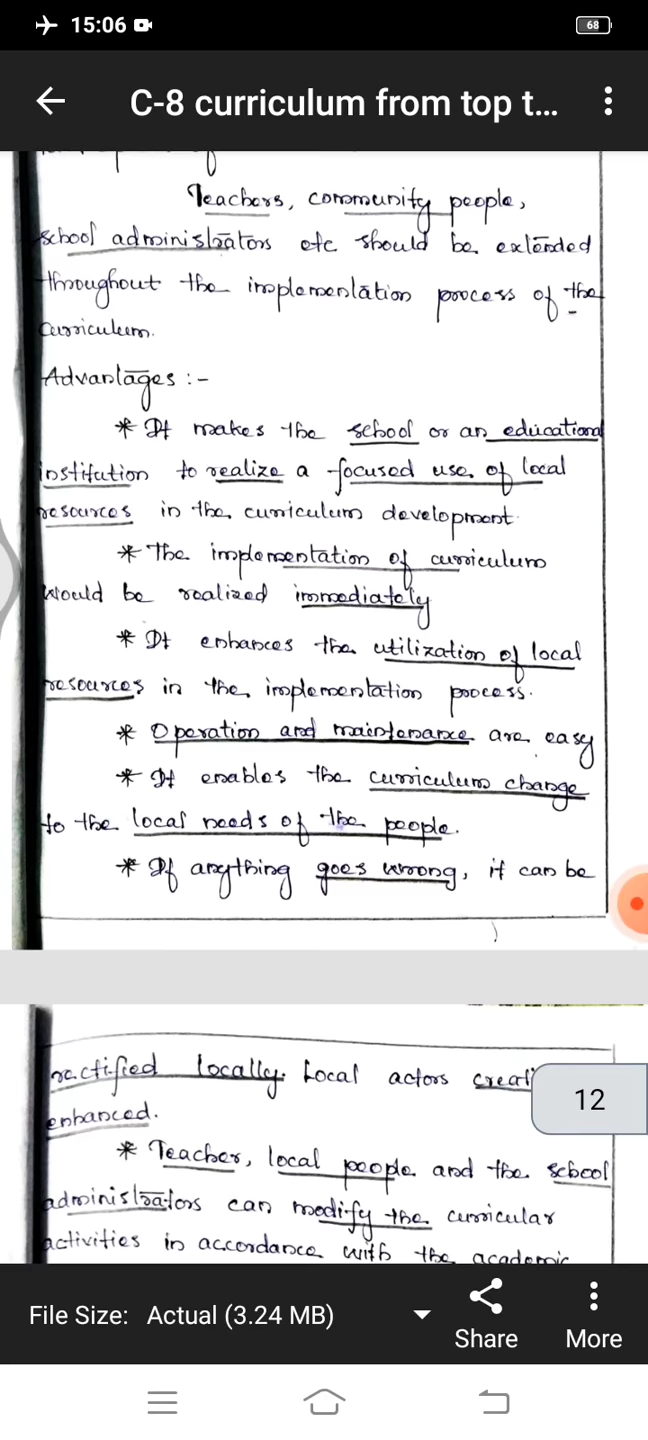 15:06
68
C-8 curriculum from top t...
Teachers, community people,
school administrators etc should be extended
throughout the implementation process of the
curriculum.
Advantages :-
* It makes the school or an educational
institution to realize a focused use of local
resources in the curriculum development.
* The implementation of curriculum
would be realized immediately
* It enhances the utilization of local
resources in the implementation process.
* Operation and maintenance are easy
* It enables the curriculum change
to the local needs of the people.
* If anything goes wrong, it can be
rectified locally. Local actors
12
enhanced.
* Teacher, local people and the school
administrators can modify the curricular
activities in accordance with the academic
File Size: Actual (3.24 MB)
Share
More